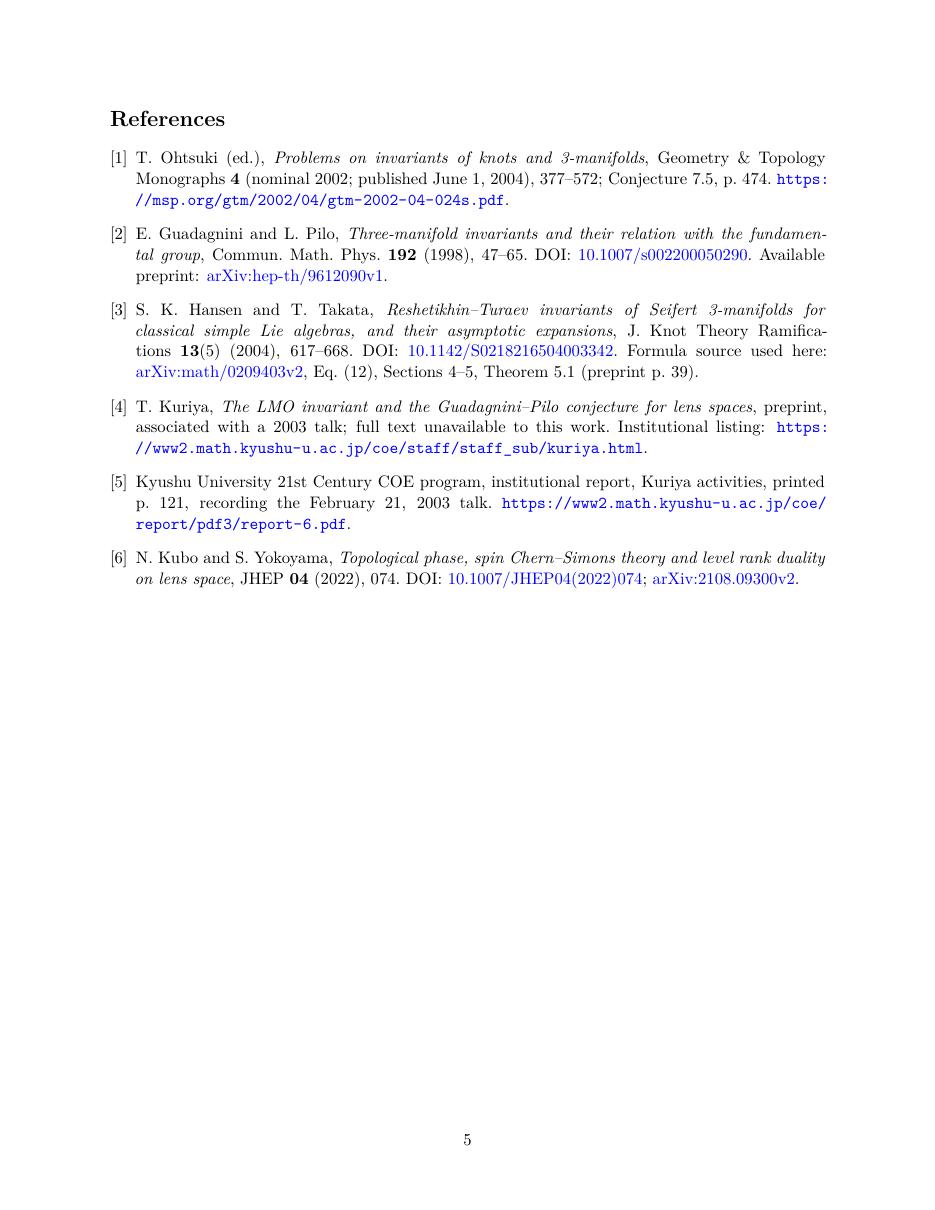 References
[1] T. Ohtsuki (ed.), Problems on invariants of knots and 3-manifolds, Geometry & Topology
Monographs 4 (nominal 2002; published June 1, 2004), 377–572; Conjecture 7.5, p. 474. https:
//msp.org/gtm/2002/04/gtm-2002-04-024s.pdf.
[2] E. Guadagnini and L. Pilo, Three-manifold invariants and their relation with the fundamen-
tal group, Commun. Math. Phys. 192 (1998), 47–65. DOI: 10.1007/s002200050290. Available
preprint: arXiv:hep-th/9612090v1.
[3] S. K. Hansen and T. Takata, Reshetikhin–Turaev invariants of Seifert 3-manifolds for
classical simple Lie algebras, and their asymptotic expansions, J. Knot Theory Ramifica-
tions 13(5) (2004), 617–668. DOI: 10.1142/S0218216504003342. Formula source used here:
arXiv:math/0209403v2, Eq. (12), Sections 4–5, Theorem 5.1 (preprint p. 39).
[4] T. Kuriya, The LMO invariant and the Guadagnini–Pilo conjecture for lens spaces, preprint,
associated with a 2003 talk; full text unavailable to this work. Institutional listing: https:
//www2.math.kyushu-u.ac.jp/coe/staff/staff_sub/kuriya.html.
[5] Kyushu University 21st Century COE program, institutional report, Kuriya activities, printed
p. 121, recording the February 21, 2003 talk. https://www2.math.kyushu-u.ac.jp/coe/
report/pdf3/report-6.pdf.
[6] N. Kubo and S. Yokoyama, Topological phase, spin Chern–Simons theory and level rank duality
on lens space, JHEP 04 (2022), 074. DOI: 10.1007/JHEP04(2022)074; arXiv:2108.09300v2.
5